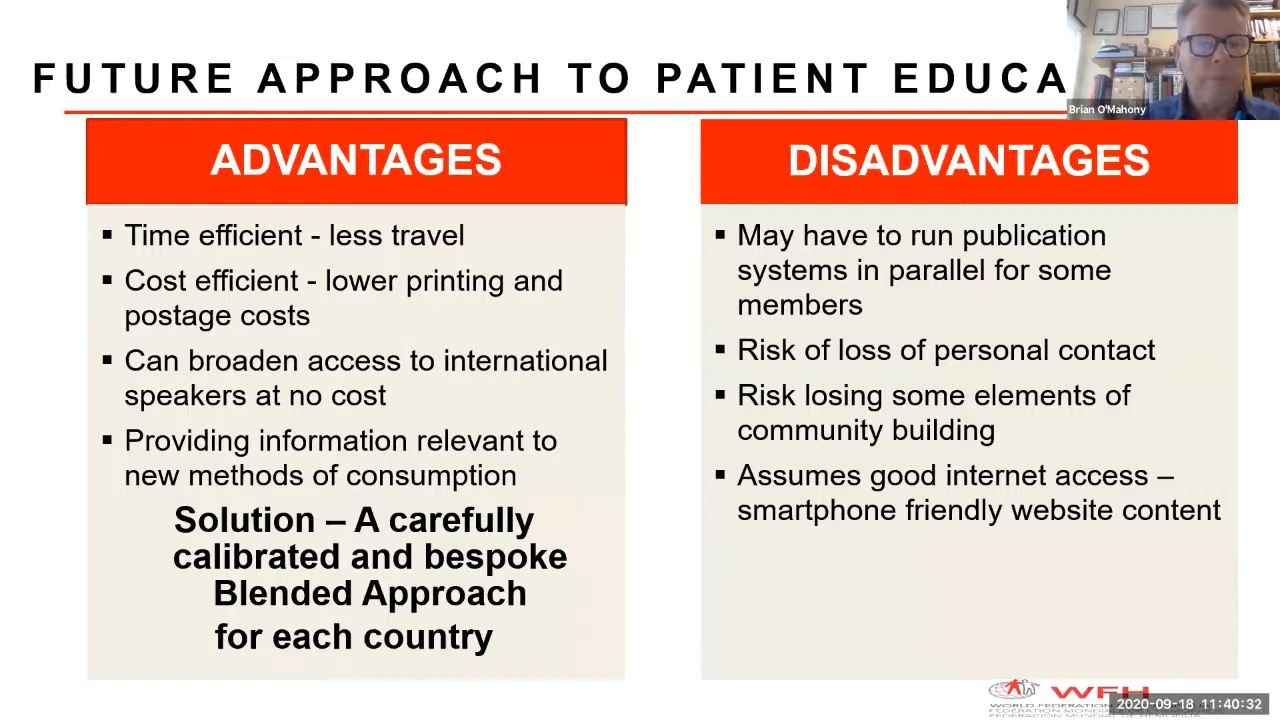 FUTURE APPROACH TO PATIENT EDUCA
Brian O'Mahony
ADVANTAGES
▪ Time efficient - less travel
▪ Cost efficient - lower printing and
postage costs
▪ Can broaden access to international
speakers at no cost
▪ Providing information relevant to
new methods of consumption
Solution – A carefully
calibrated and bespoke
Blended Approach
for each country
DISADVANTAGES
▪ May have to run publication
systems in parallel for some
members
▪ Risk of loss of personal contact
▪ Risk losing some elements of
community building
▪ Assumes good internet access –
smartphone friendly website content
WFH
WORLD FEDERATION
2020-09-18 11:40:32